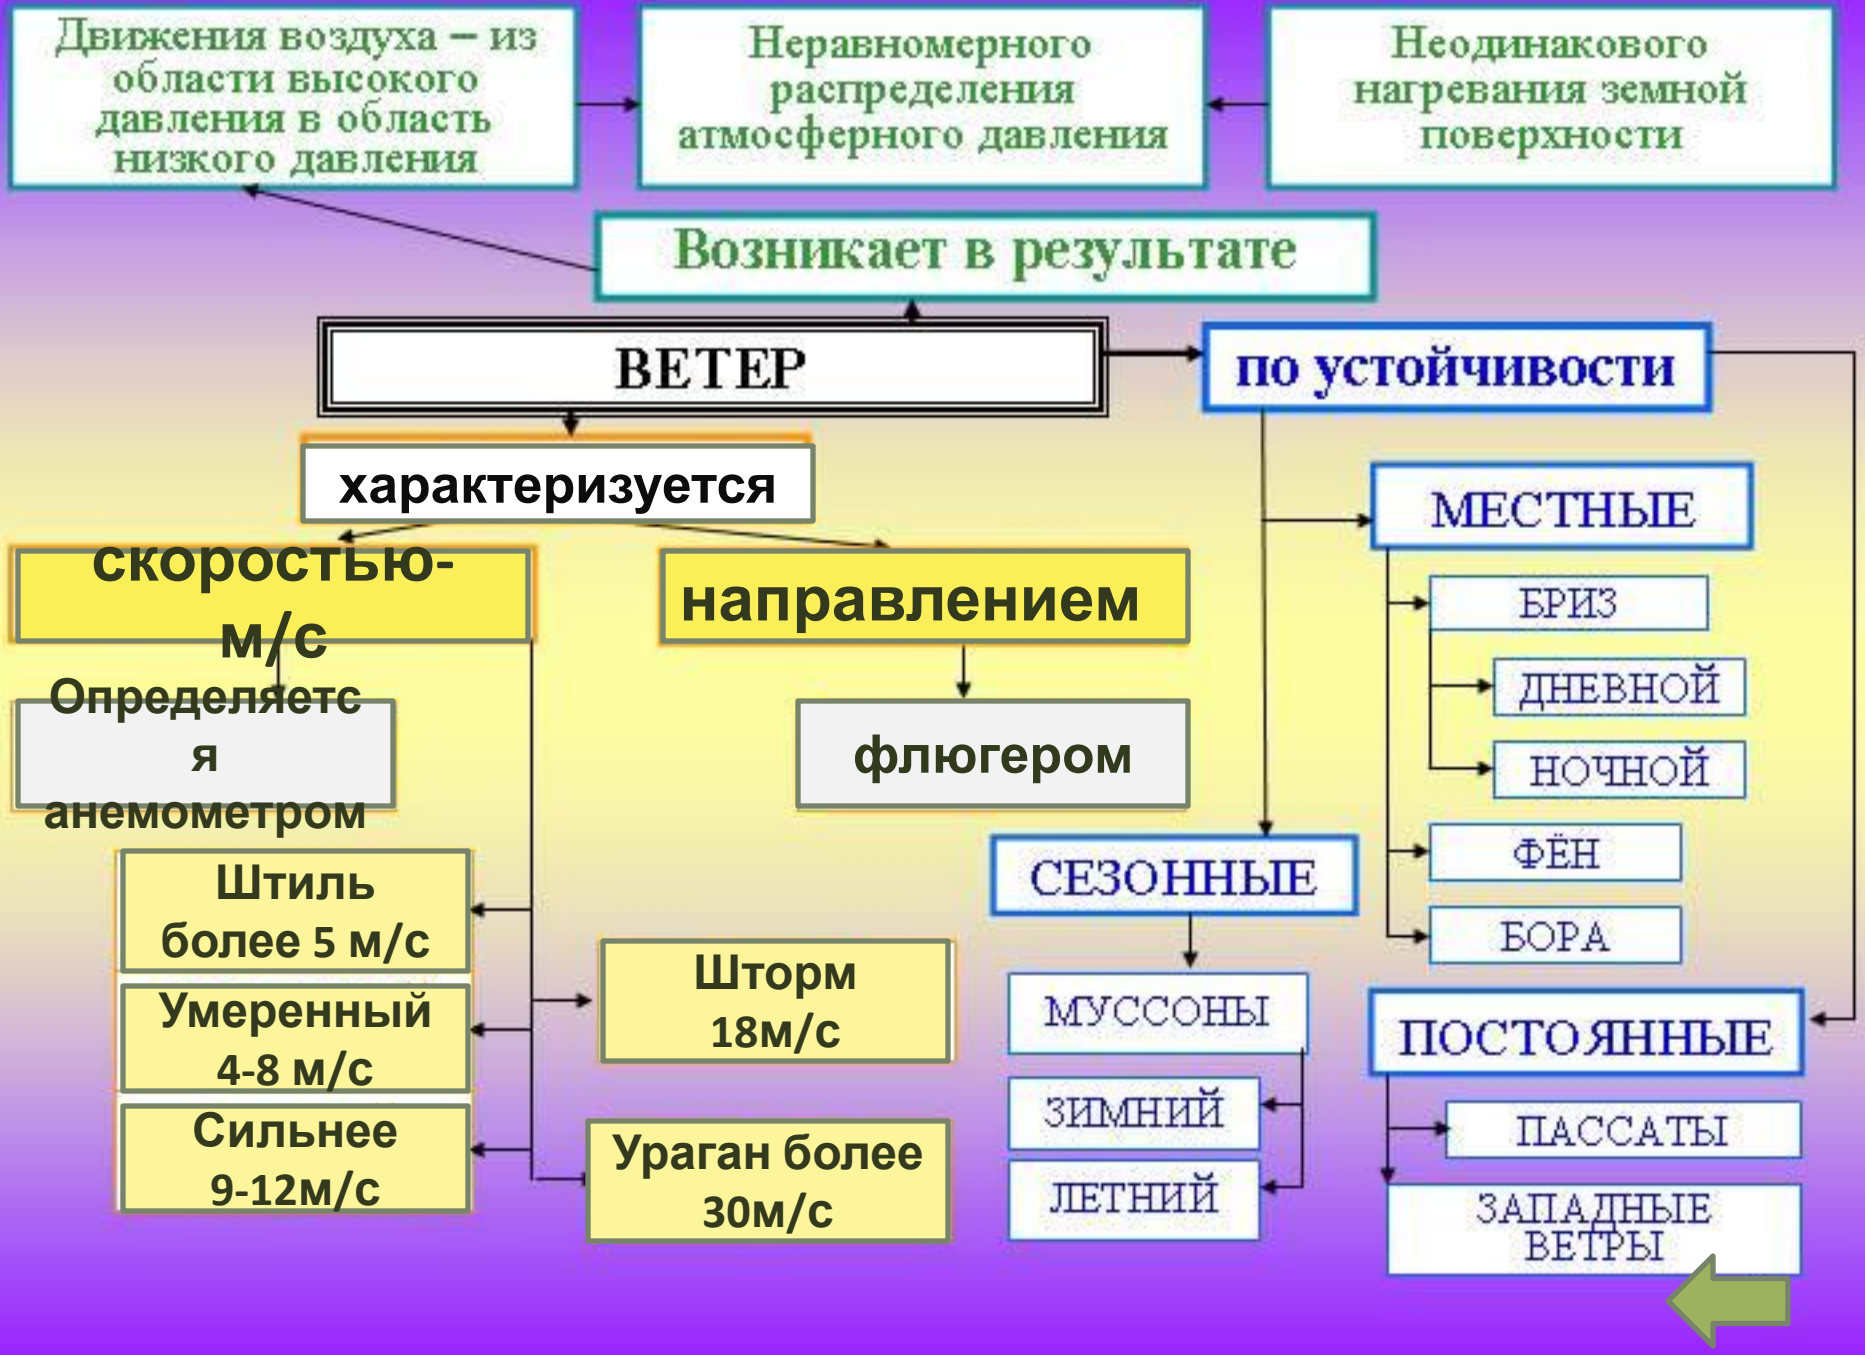 Движения воздуха – из
области высокого
давления в область
низкого давления
Неравномерного
распределения
атмосферного давления
Неодинакового
нагревания земной
поверхности
Возникает в результате
ВЕТЕР
по устойчивости
характеризуется
скоростью-
м/с
направлением
Определяетс
я
анемометром
флюгером
Штиль
более 5 м/с
Умеренный
4-8 м/с
Сильнее
9-12м/с
Шторм
18м/с
Ураган более
30м/с
МЕСТНЫЕ
БРИЗ
ДНЕВНОЙ
НОЧНОЙ
ФЁН
БОРА
СЕЗОННЫЕ
МУССОНЫ
ЗИМНИЙ
ЛЕТНИЙ
ПОСТОЯННЫЕ
ПАССАТЫ
ЗАПАДНЫЕ
ВЕТРЫ